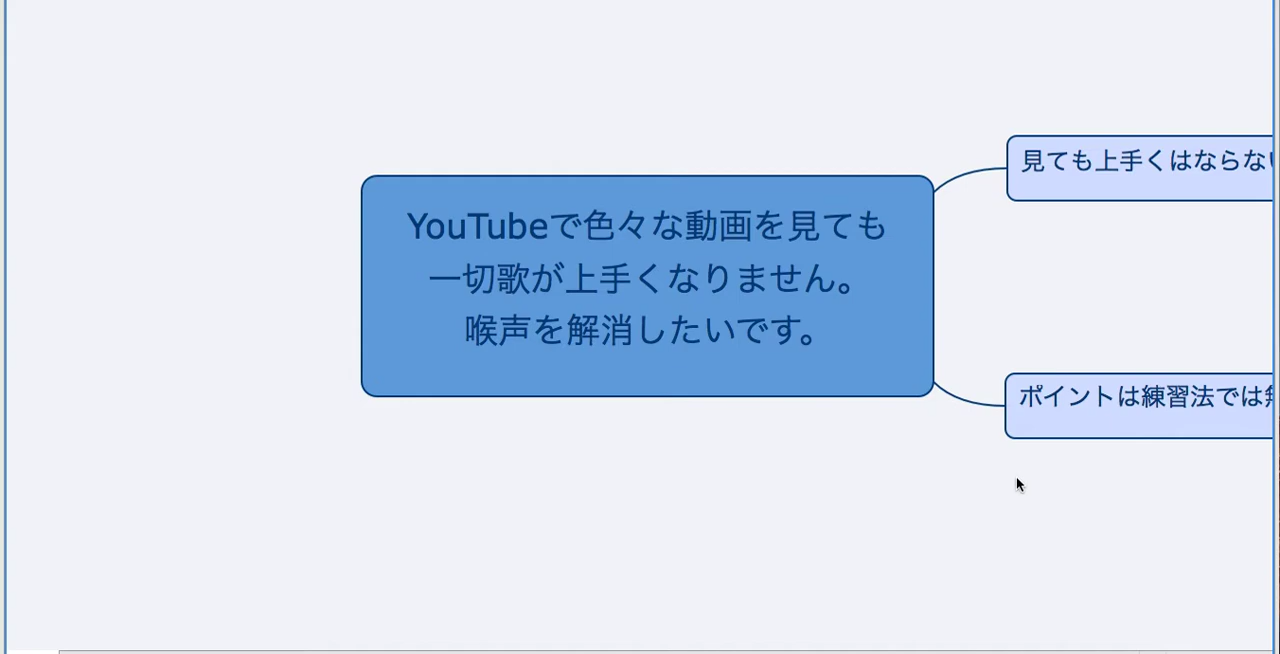 YouTubeで色々な動画を見ても
一切歌が上手くなりません。
喉声を解消したいです。
見ても上手くはならない
ポイントは練習法では